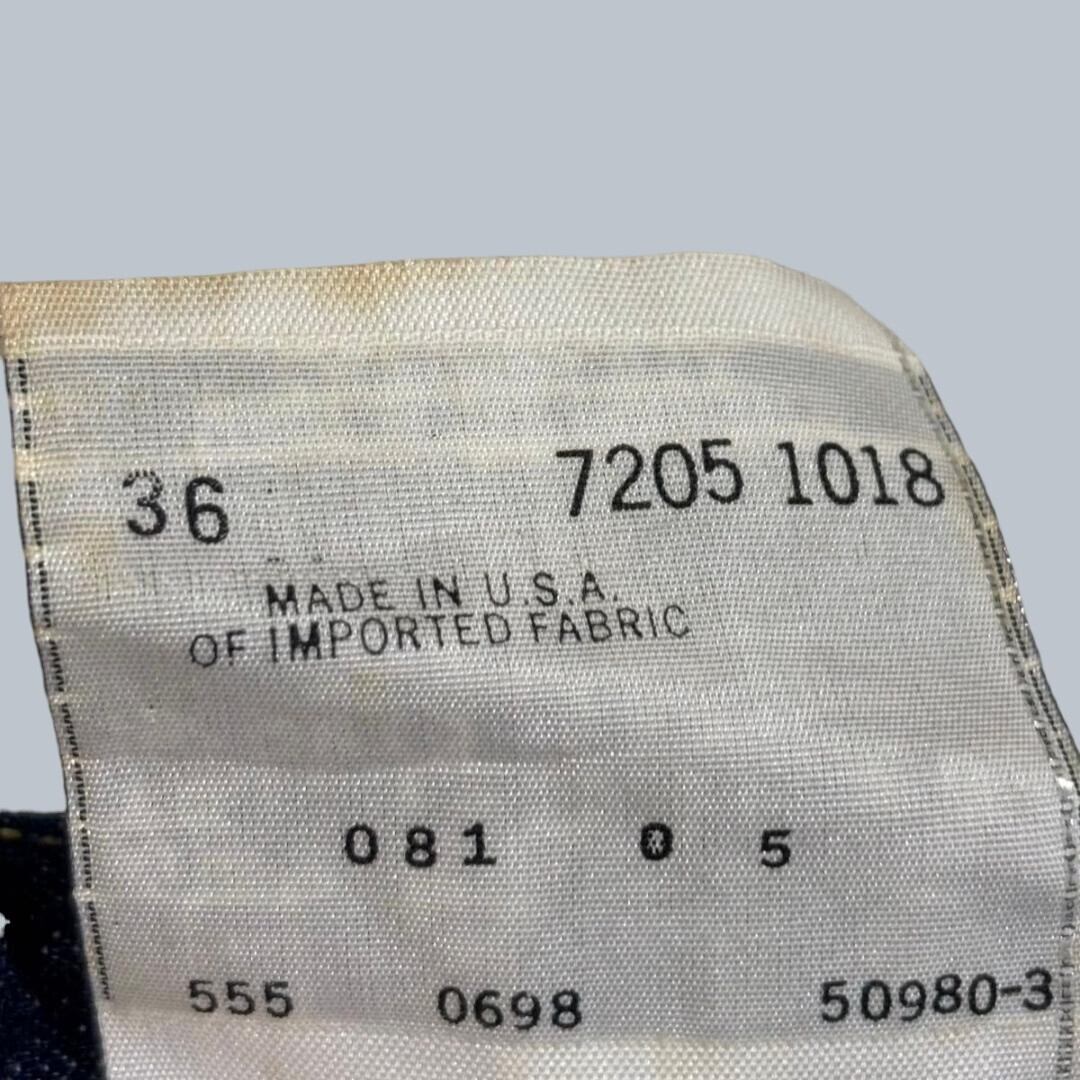 36 7205 1018
MADE IN U.S.A.
OF IMPORTED FABRIC
081 0 5
555 0698 50980-3